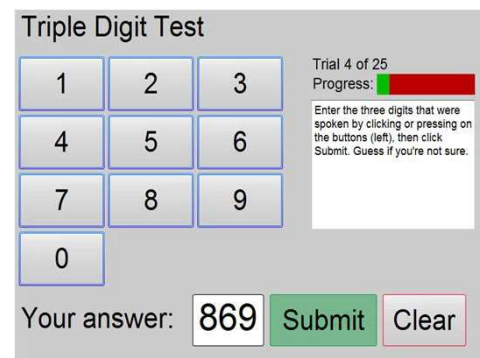 Triple Digit Test
1 2 3
4 5 6
7 8 9
0
Trial 4 of 25
Progress:
Enter the three digits that were
spoken by clicking or pressing on
the buttons (left), then click
Submit. Guess if you're not sure.
Your answer: 869 Submit Clear